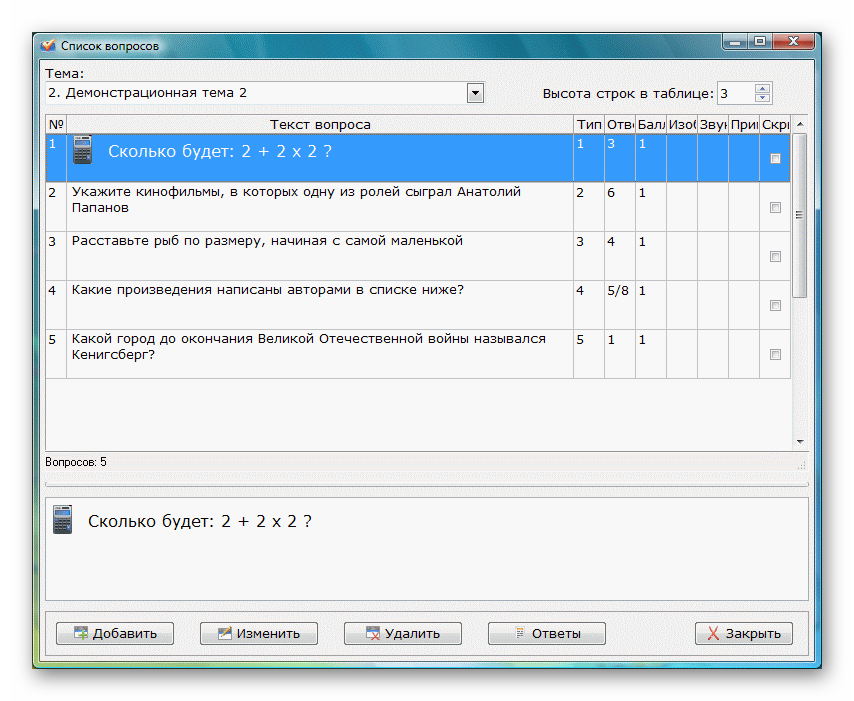 Список вопросов
Тема:
2. Демонстрационная тема 2
Высота строк в таблице: 3
№ Текст вопроса Тип Отве Балл Изоб Звун При Скры
1 Сколько будет: 2 + 2 x 2 ? 1 3 1
2 Укажите кинофильмы, в которых одну из ролей сыграл Анатолий 2 6 1
Папанов
3 Расставьте рыб по размеру, начиная с самой маленькой 3 4 1
4 Какие произведения написаны авторами в списке ниже? 4 5/8 1
5 Какой город до окончания Великой Отечественной войны назывался 5 1 1
Кенигсберг?
Вопросов: 5
Сколько будет: 2 + 2 x 2 ?
Добавить Изменить Удалить Ответы Закрыть